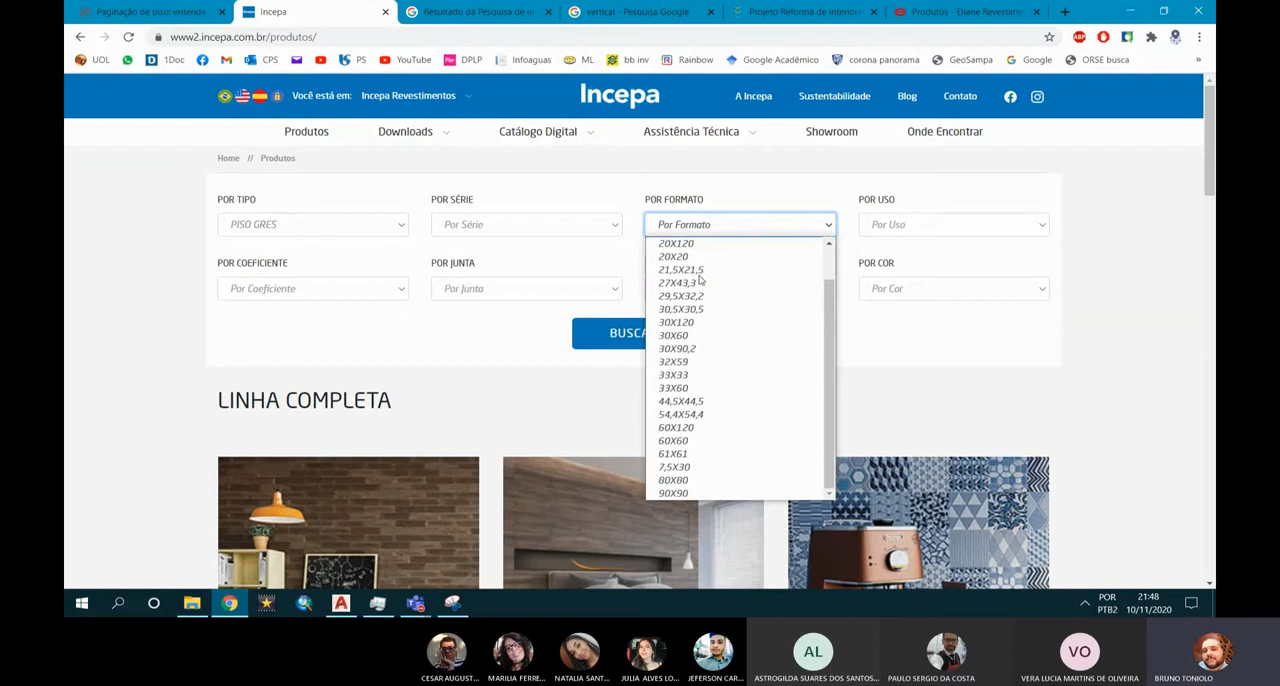 Paginação de piso: entenda
Incepa
Resultado da Pesquisa de i
vertical - Pesquisa Google
Projeto Reforma de Interior
Produtos - Eliane Revestime
www2.incepa.com.br/produtos/
UOL
1Doc
CPS
PS
YouTube
DPLP
Infoaguas
ML
bb inv
Rainbow
Google Acadêmico
corona panorama
GeoSampa
Google
ORSE busca
Você está em: Incepa Revestimentos
Incepa
A Incepa
Sustentabilidade
Blog
Contato
Produtos
Downloads
Catálogo Digital
Assistência Técnica
Showroom
Onde Encontrar
Home // Produtos
POR TIPO
POR SÉRIE
POR FORMATO
POR USO
PISO GRES
Por Série
Por Formato
Por Uso
POR COEFICIENTE
POR JUNTA
POR COR
Por Coeficiente
Por Junta
Por Cor
20X120
20X20
21,5X21,5
27X43,3
29,5X32,2
30,5X30,5
30X120
30X60
30X90,2
32X59
33X33
33X60
44,5X44,5
54,4X54,4
60X120
60X60
61X61
7,5X30
80X80
90X90
BUSCA
LINHA COMPLETA
POR
PTB2
21:48
10/11/2020
CESAR AUGUST...
MARILIA FERRE...
NATALIA SANT...
JULIA ALVES LO...
JEFERSON CAR...
AL
ASTROGILDA SUARES DOS SANTOS...
PAULO SERGIO DA COSTA
VO
VERA LUCIA MARTINS DE OLIVEIRA
BRUNO TONIOLO